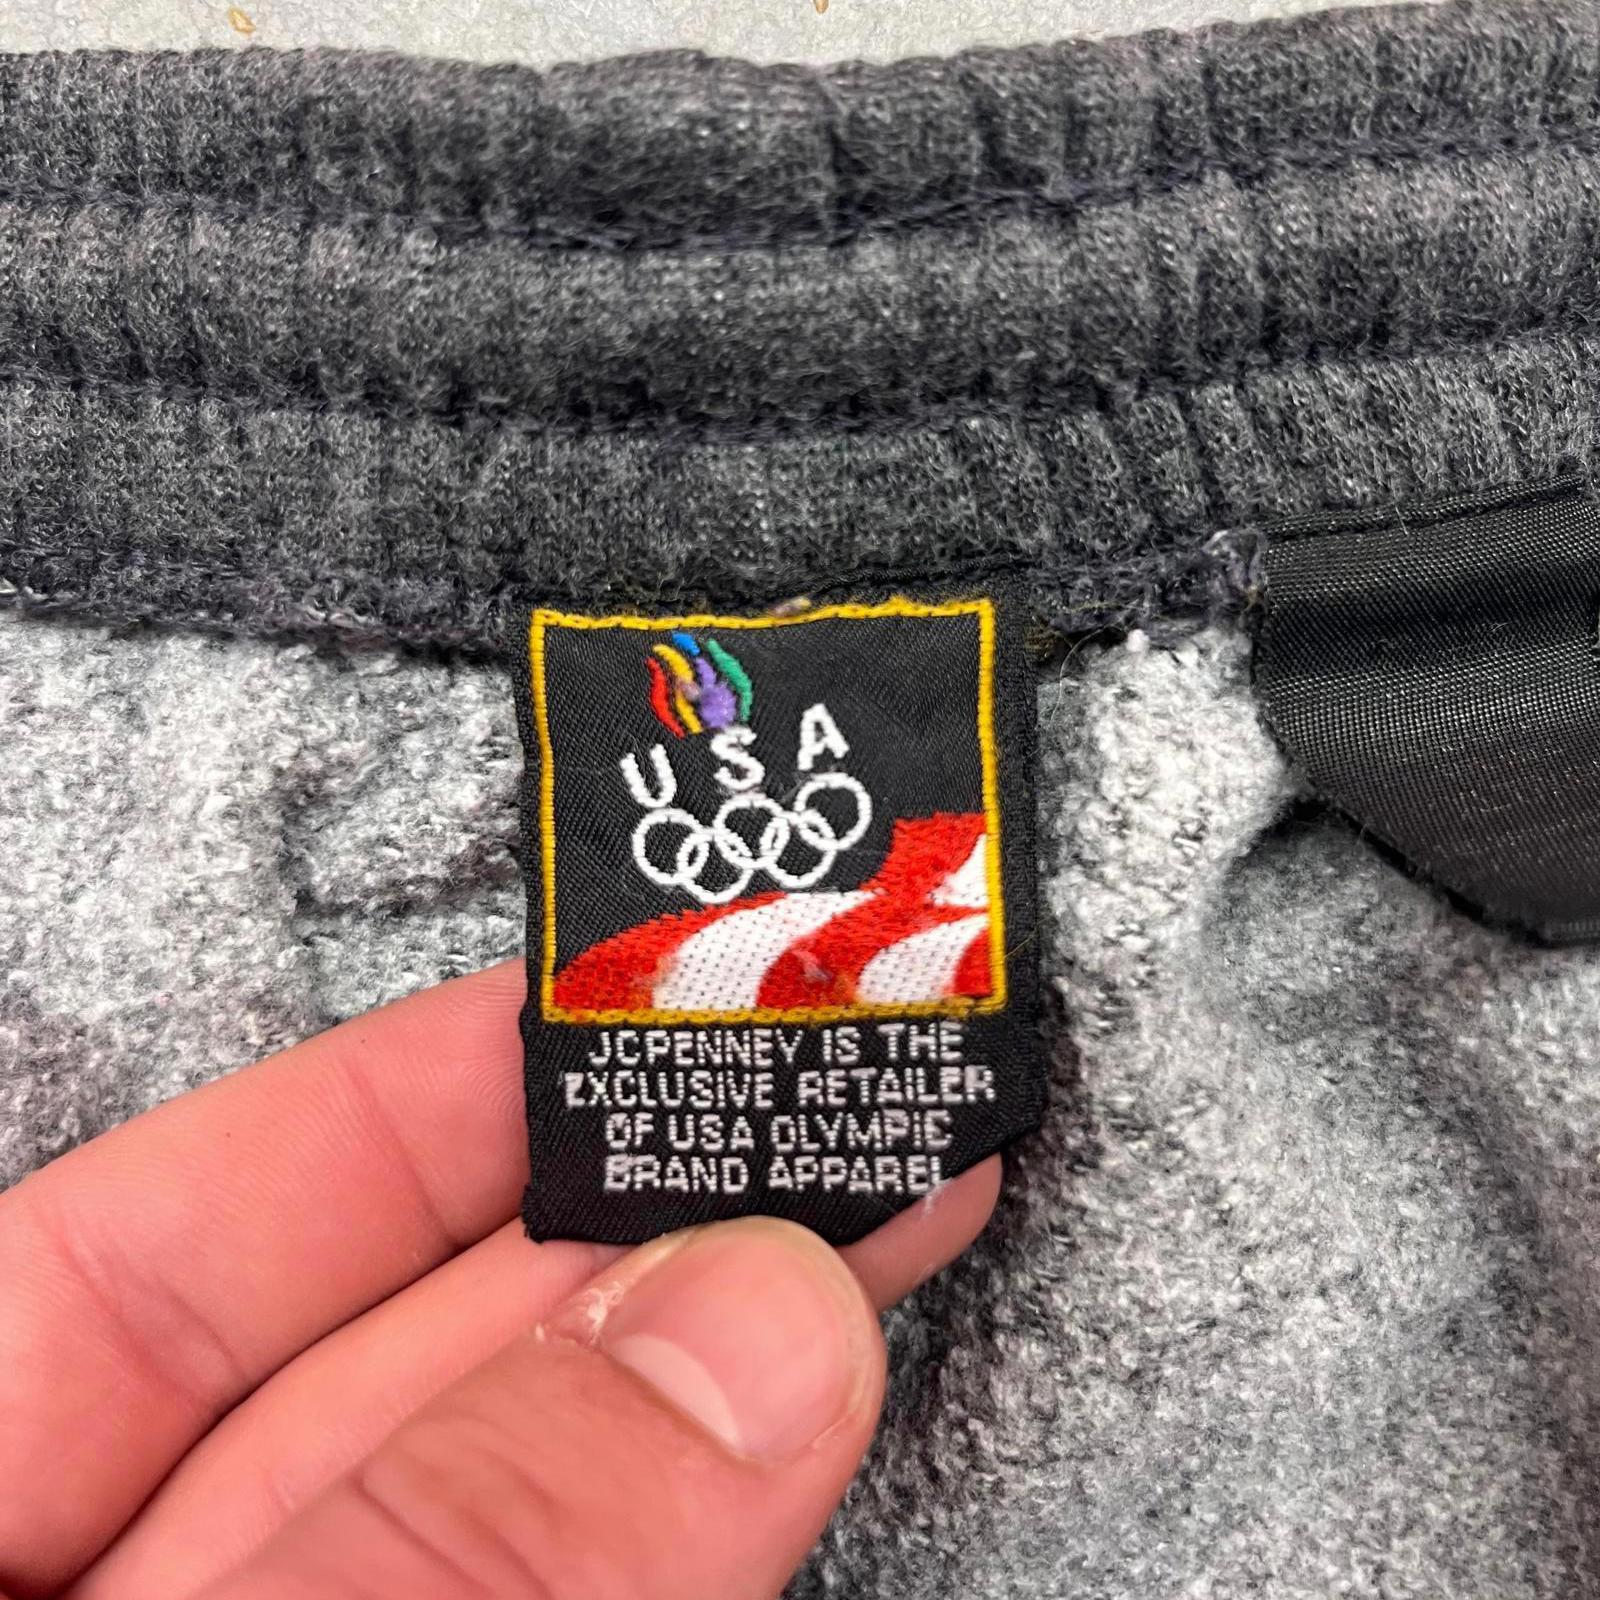 USA
JCPENNEY IS THE
EXCLUSIVE RETAILER
OF USA OLYMPIC
BRAND APPAREL